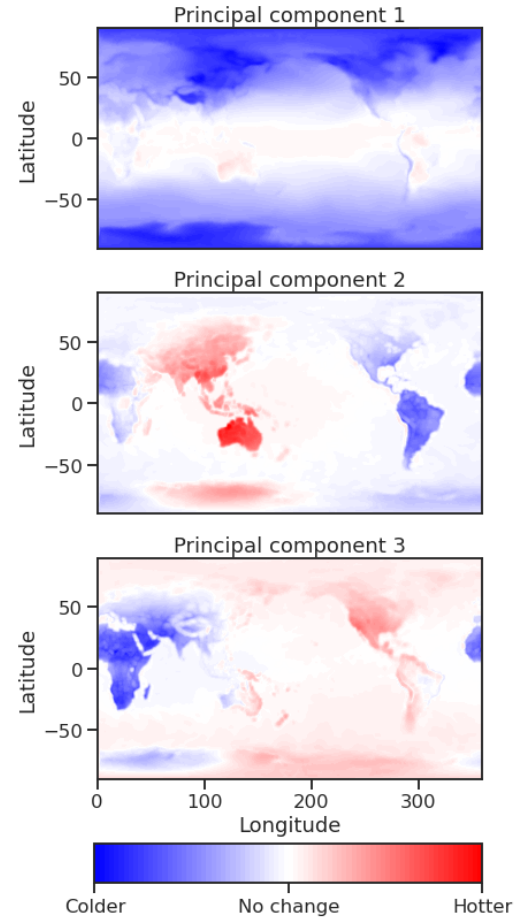 Principal component 1
Latitude
50
0
−50
Principal component 2
Latitude
50
0
−50
Principal component 3
Latitude
50
0
−50
0 100 200 300
Longitude
Colder No change Hotter